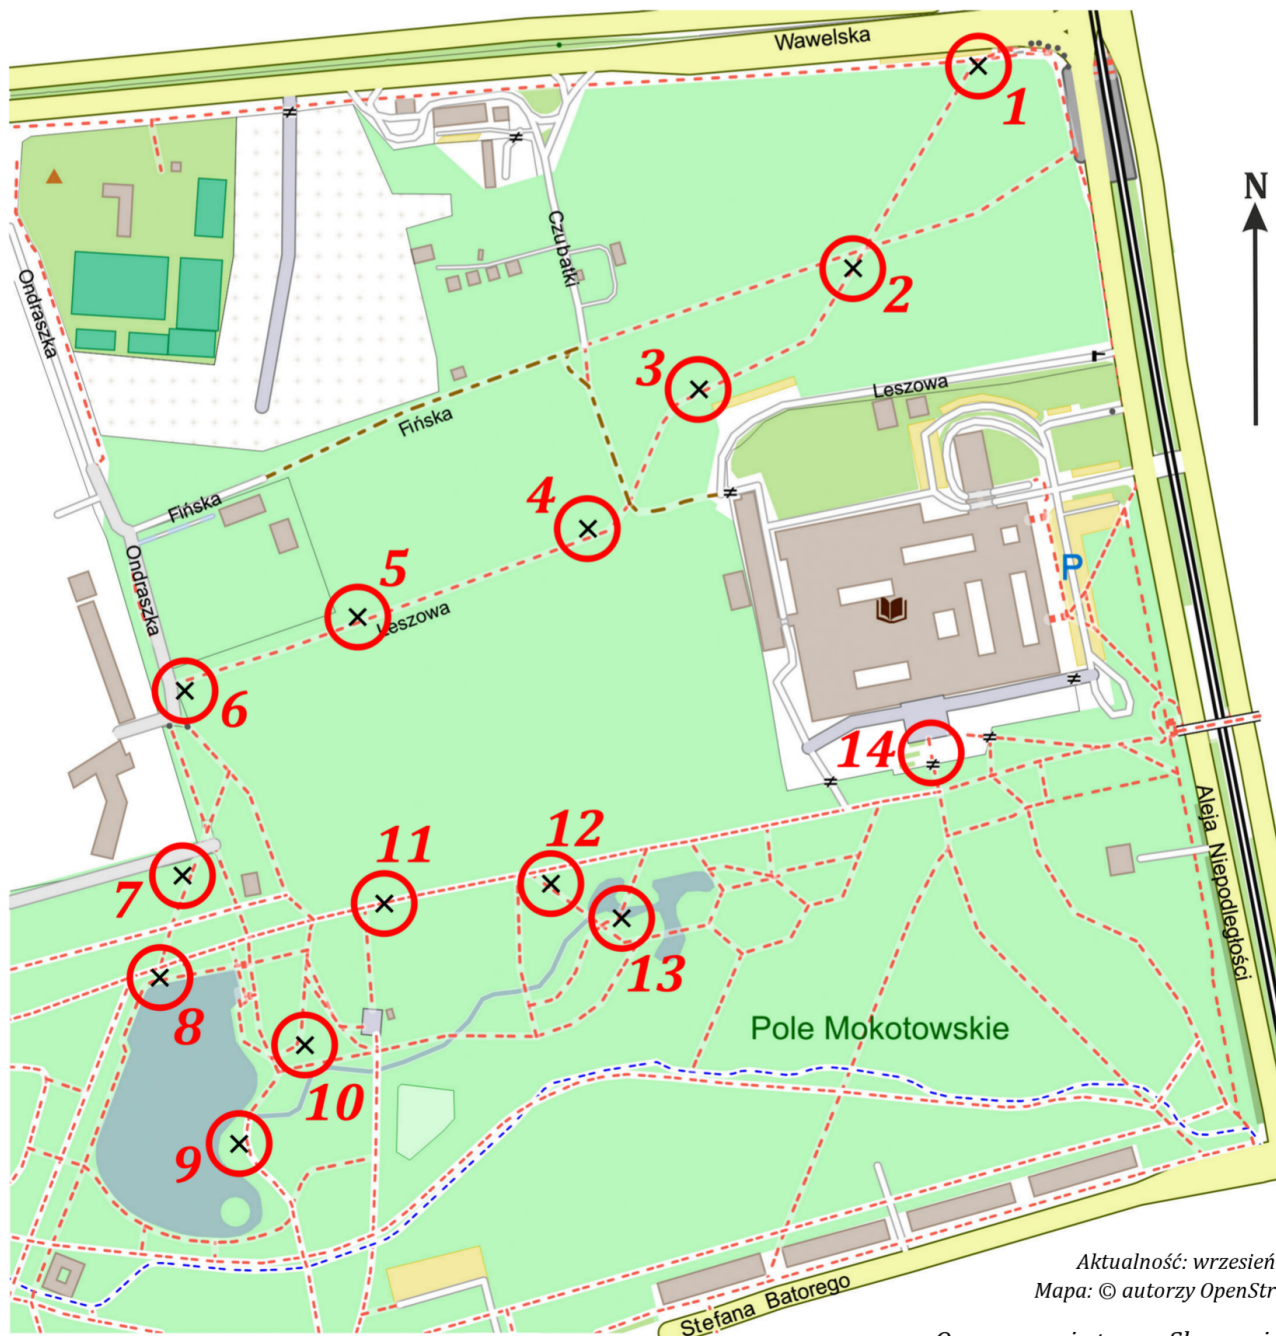 Wawelska
1
N
Czubatki
2
Ondraszka
3
Leszowa
Fińska
4
Fińska
5
Ondraszka
P
Leszowa
6
14
12
11
Aleja Niepodległości
7
13
8
Pole Mokotowskie
10
9
Aktualność: wrzesień
Mapa: © autorzy OpenStr
Stefana Batorego